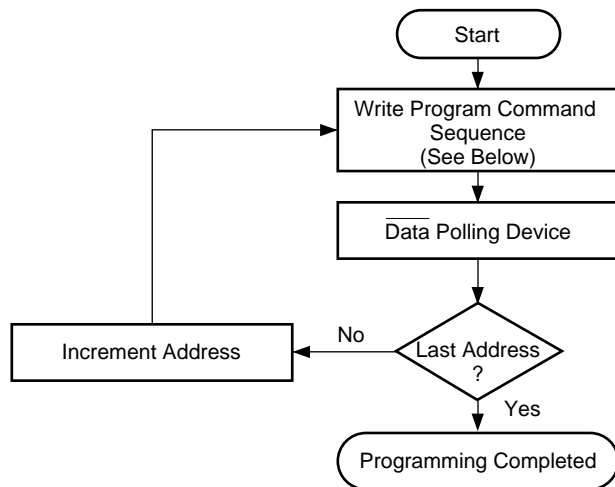 Start
Write Program Command
Sequence
(See Below)
Data Polling Device
Increment Address
No
Last Address
?
Yes
Programming Completed